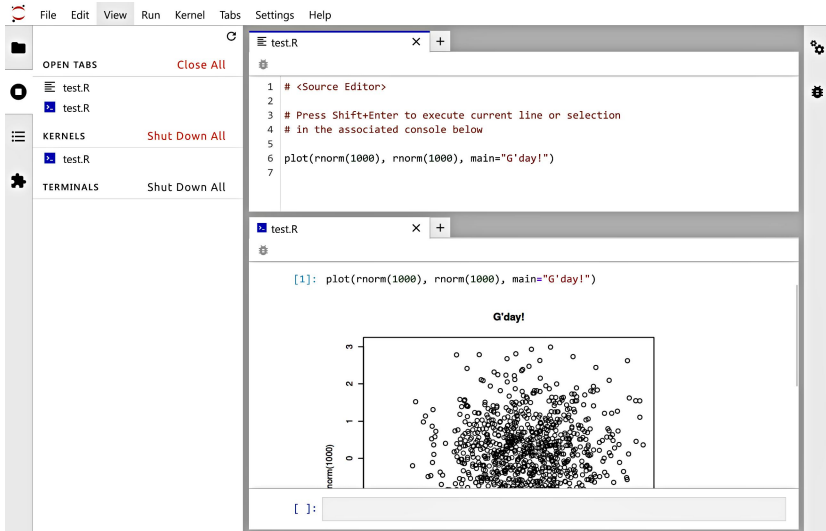 File Edit View Run Kernel Tabs Settings Help
OPEN TABS Close All
test.R
test.R
KERNELS Shut Down All
test.R
TERMINALS Shut Down All
test.R
1 # <Source Editor>
2
3 # Press Shift+Enter to execute current line or selection
4 # in the associated console below
5
6 plot(rnorm(1000), rnorm(1000), main="G'day!")
7
test.R
[1]: plot(rnorm(1000), rnorm(1000), main="G'day!")
G'day!
3
2
1
0
norm(1000)
[ ]: